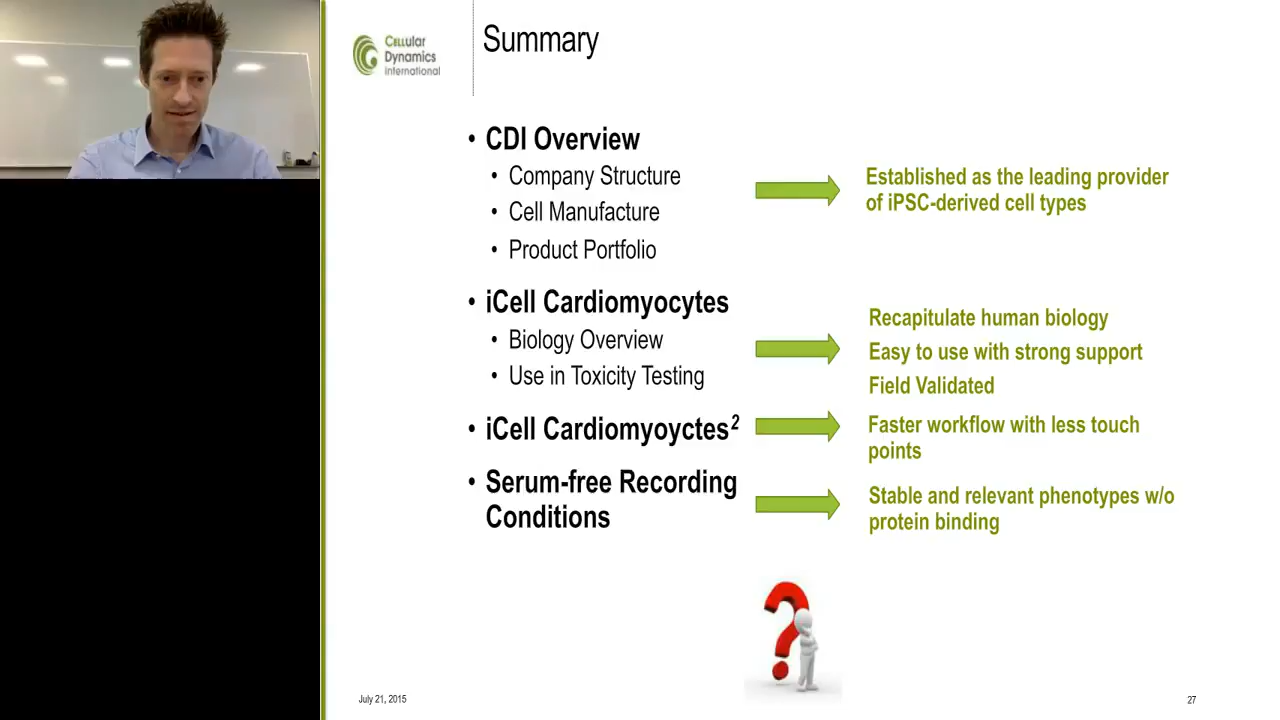 CELLular
Dynamics
international
Summary
• CDI Overview
• Company Structure
• Cell Manufacture
• Product Portfolio
Established as the leading provider
of iPSC-derived cell types
• iCell Cardiomyocytes
• Biology Overview
• Use in Toxicity Testing
Recapitulate human biology
Easy to use with strong support
Field Validated
• iCell Cardiomyoyctes²
Faster workflow with less touch
points
• Serum-free Recording
Conditions
Stable and relevant phenotypes w/o
protein binding
?
July 21, 2015
27